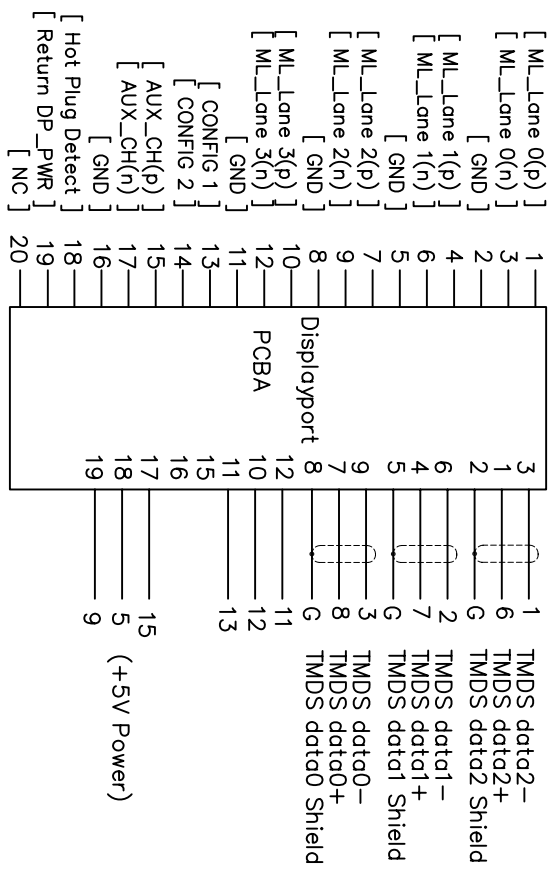 [ ML_Lane 0(p) ] 1 3 1 TMDS data2-
[ ML_Lane 0(n) ] 3 1 6 TMDS data2+
[ GND ] 2 2 G TMDS data2 Shield
[ ML_Lane 1(p) ] 4 6 2 TMDS data1-
[ ML_Lane 1(n) ] 6 4 7 TMDS data1+
[ GND ] 5 5 G TMDS data1 Shield
[ ML_Lane 2(p) ] 7 9 3 TMDS data0-
[ ML_Lane 2(n) ] 9 7 8 TMDS data0+
[ GND ] 8 Displayport 8 G TMDS data0 Shield
[ ML_Lane 3(p) ] 10 12 11
[ ML_Lane 3(n) ] 12 PCBA 10 12
[ GND ] 11 11 13
[ CONFIG 1 ] 13 15
[ CONFIG 2 ] 14 16
[ AUX_CH(p) ] 15 17 15
[ AUX_CH(n) ] 17 18 5 (+5V Power)
[ GND ] 16 19 9
[ Hot Plug Detect ] 18
[ Return DP_PWR ] 19
[ NC ] 20